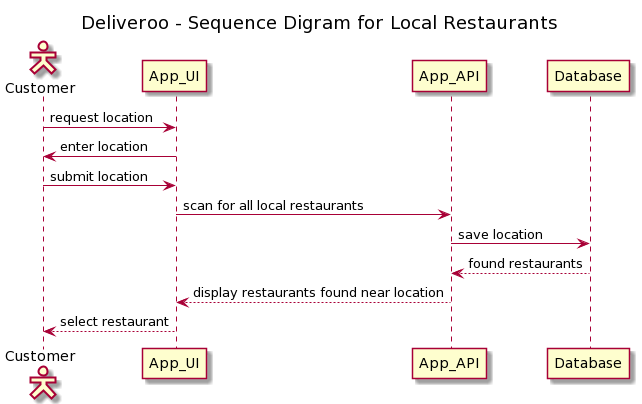 Deliveroo - Sequence Digram for Local Restaurants
Customer
App_UI
App_API
Database
request location
enter location
submit location
scan for all local restaurants
save location
found restaurants
display restaurants found near location
select restaurant
Customer
App_UI
App_API
Database